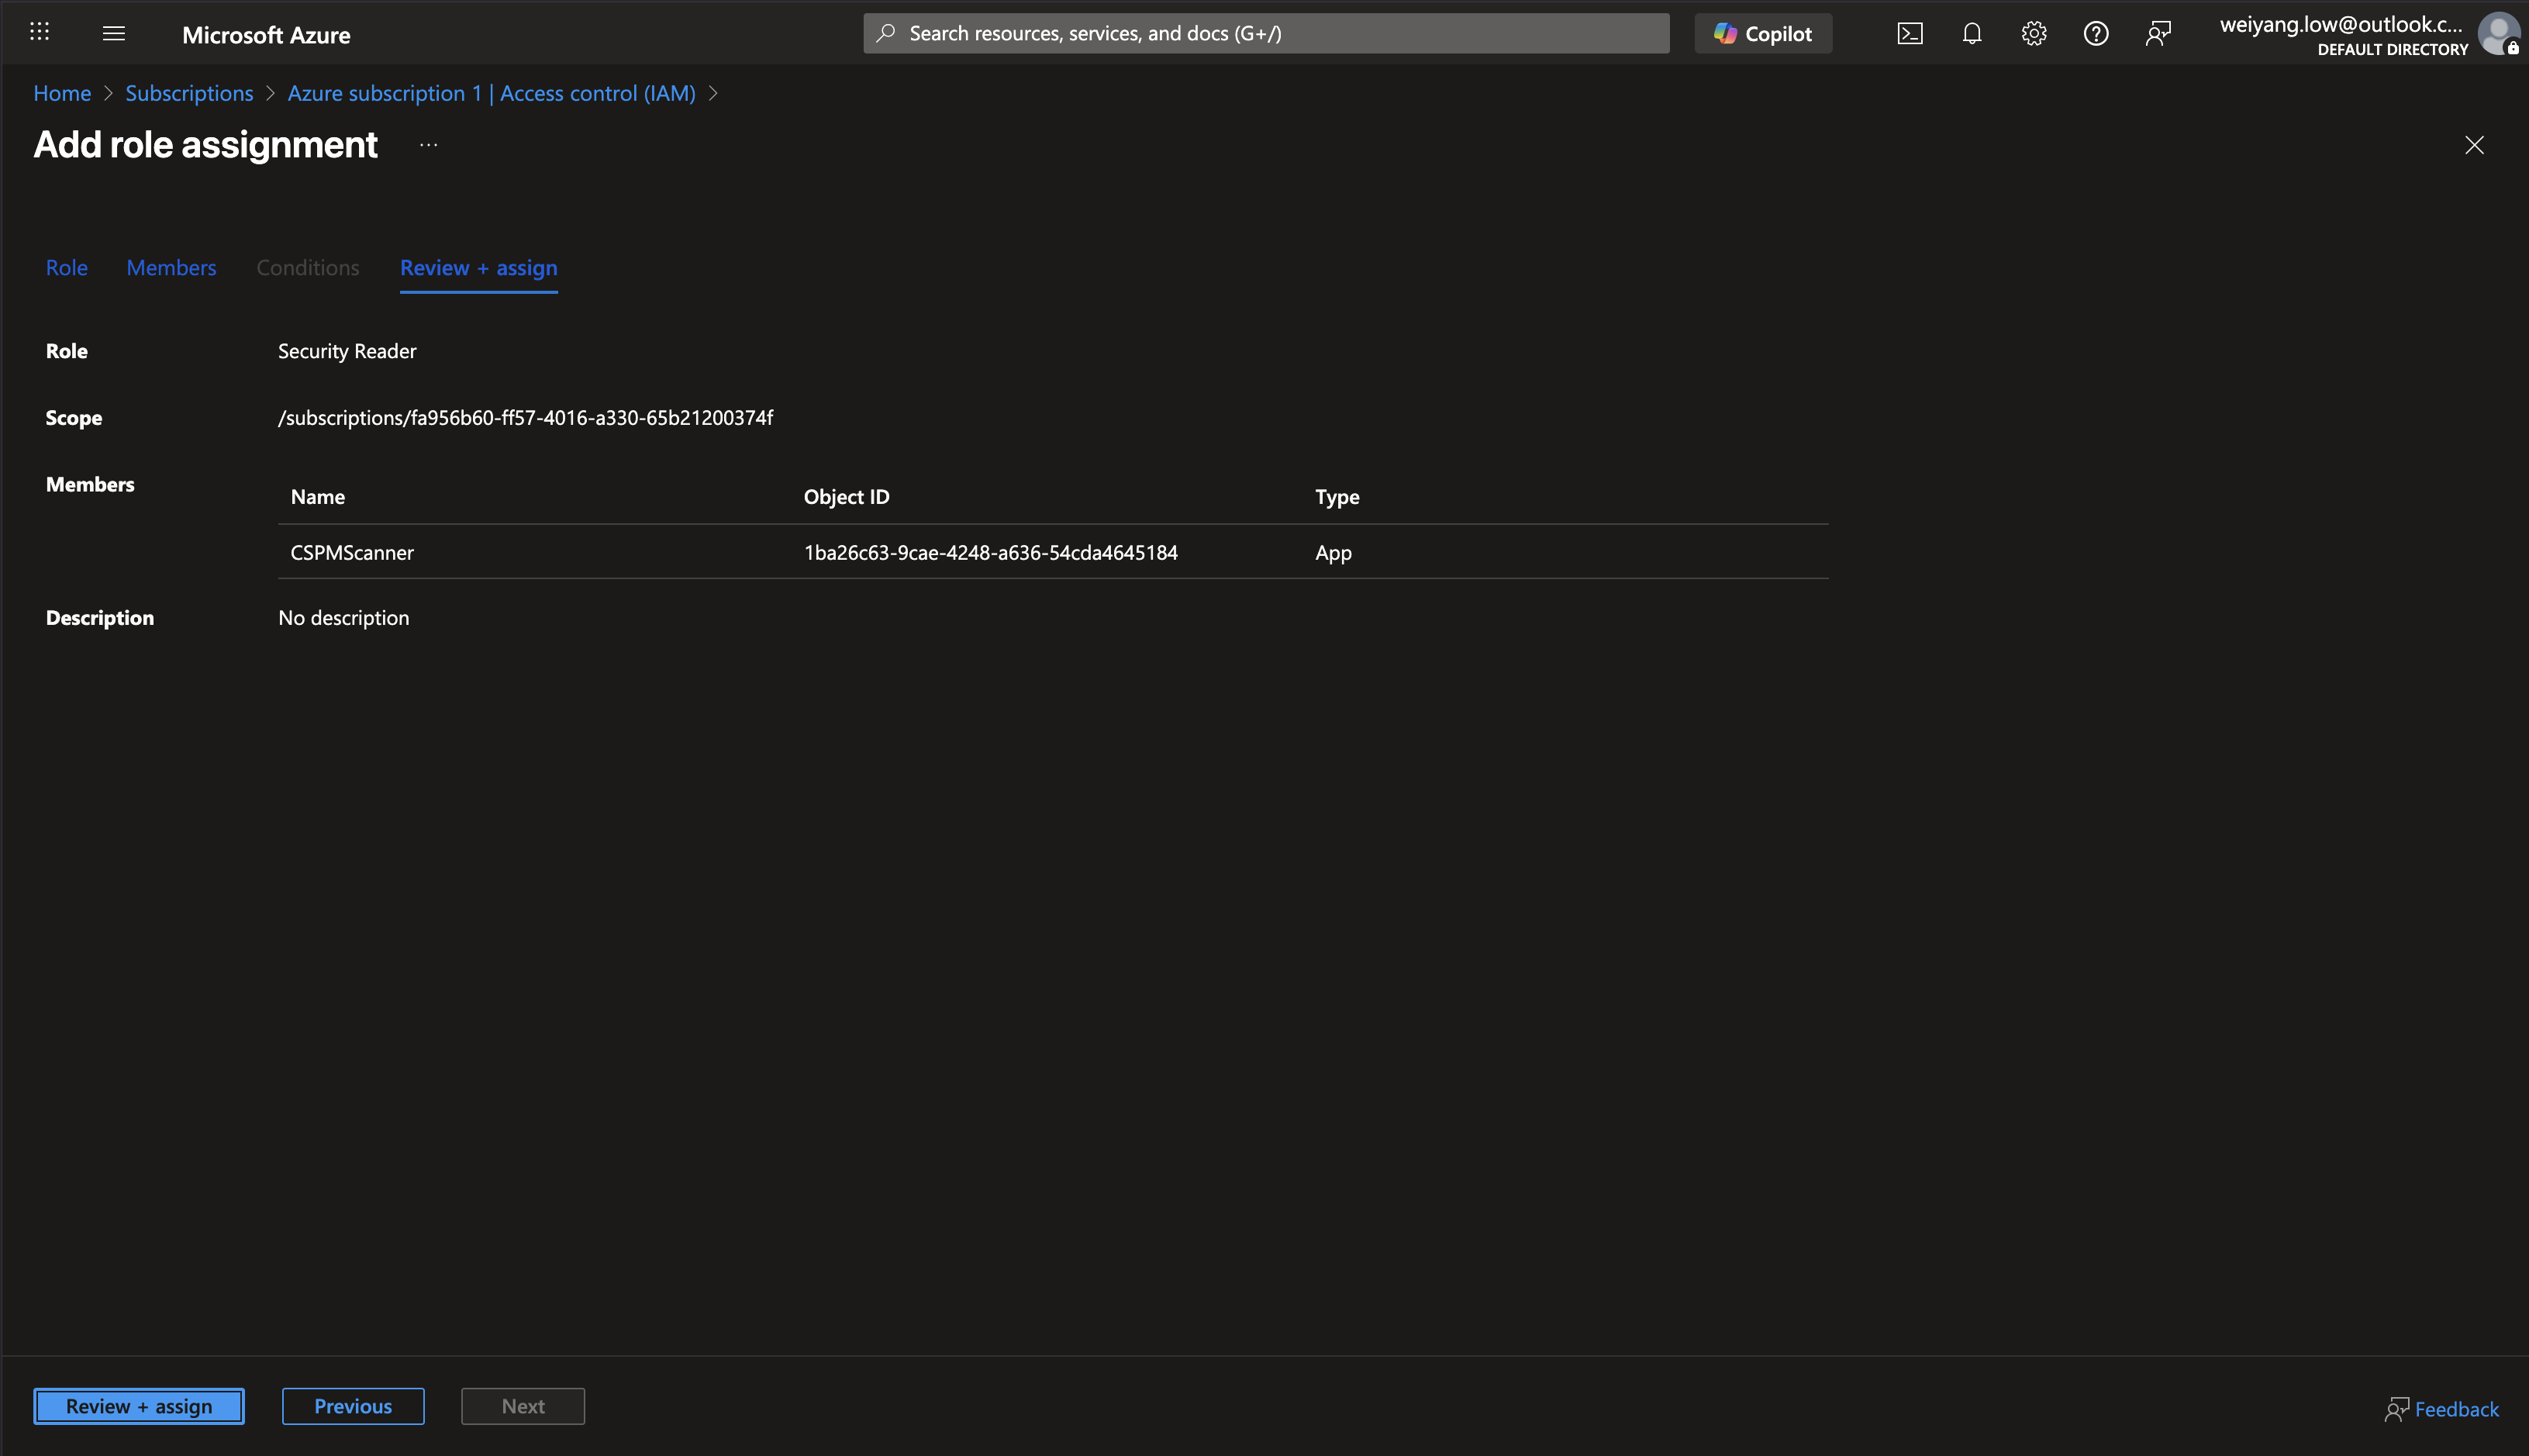 Microsoft Azure
Search resources, services, and docs (G+/)
Copilot
weiyang.low@outlook.c...
DEFAULT DIRECTORY
Home > Subscriptions > Azure subscription 1 | Access control (IAM) >
Add role assignment ...
Role Members Conditions Review + assign
Role Security Reader
Scope /subscriptions/fa956b60-ff57-4016-a330-65b21200374f
Members
Name Object ID Type
CSPMScanner 1ba26c63-9cae-4248-a636-54cda4645184 App
Description No description
Review + assign Previous Next
Feedback